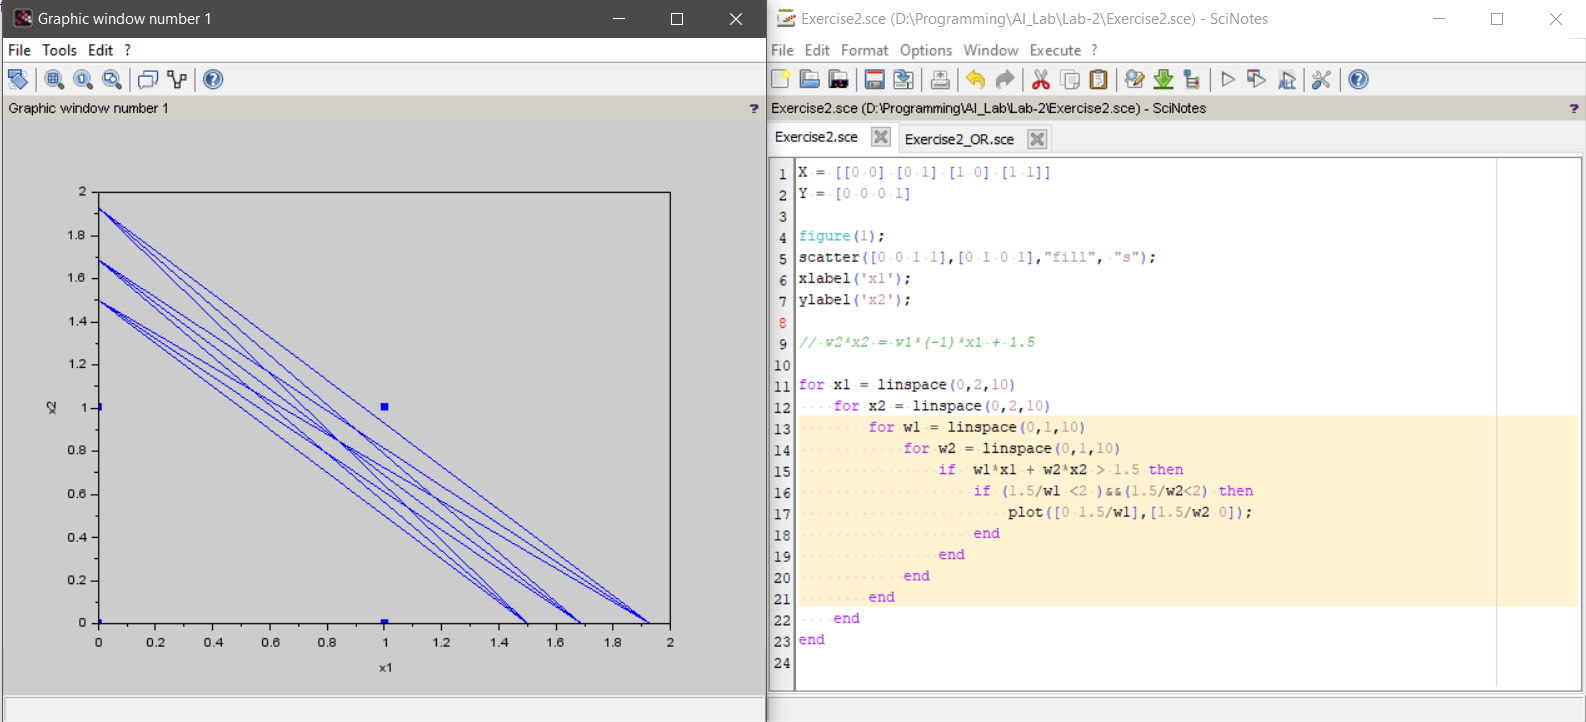 Graphic window number 1
File Tools Edit ?
Graphic window number 1 ?
2
1.8
1.6
1.4
1.2
1
0.8
0.6
0.4
0.2
0
x2
0 0.2 0.4 0.6 0.8 1 1.2 1.4 1.6 1.8 2
x1
Exercise2.sce (D:\Programming\AI_Lab\Lab-2\Exercise2.sce) - SciNotes
File Edit Format Options Window Execute ?
Exercise2.sce (D:\Programming\AI_Lab\Lab-2\Exercise2.sce) - SciNotes ?
Exercise2.sce Exercise2_OR.sce
1 X = [[0 0] [0 1] [1 0] [1 1]]
2 Y = [0 0 0 1]
3
4 figure(1);
5 scatter([0 0 1 1],[0 1 0 1],"fill", "s");
6 xlabel('x1');
7 ylabel('x2');
8
9 // w2*x2 = w1*(-1)*x1 + 1.5
10
11 for x1 = linspace(0,2,10)
12 for x2 = linspace(0,2,10)
13 for w1 = linspace(0,1,10)
14 for w2 = linspace(0,1,10)
15 if w1*x1 + w2*x2 > 1.5 then
16 if (1.5/w1 <2 )&&(1.5/w2<2) then
17 plot([0 1.5/w1],[1.5/w2 0]);
18 end
19 end
20 end
21 end
22 end
23 end
24